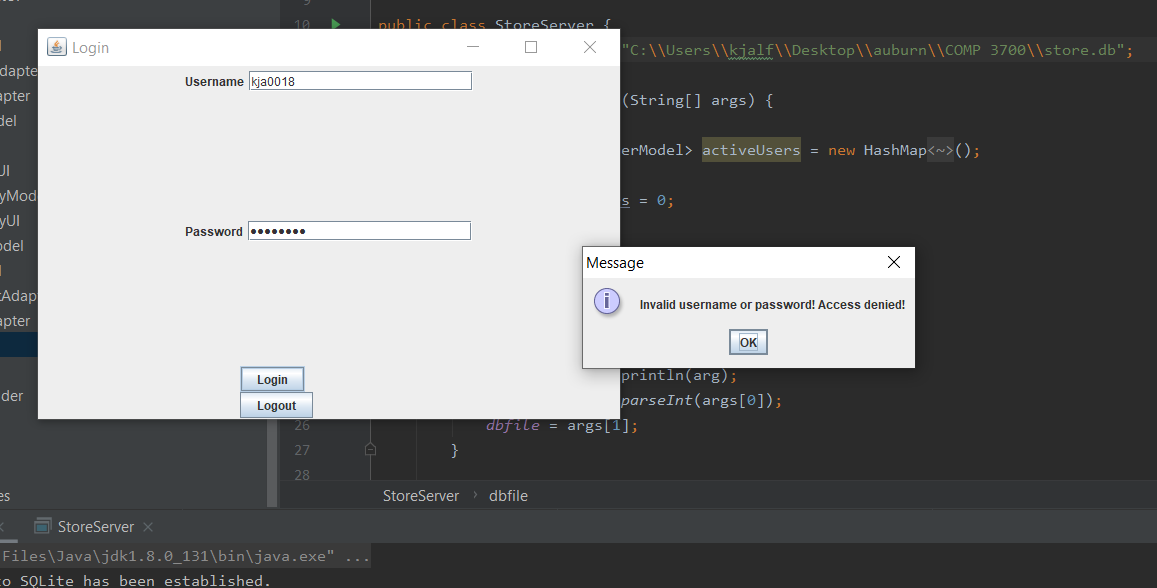 9
10 public class StoreServer {
Login
"C:\\Users\\kjalf\\Desktop\\auburn\\COMP 3700\\store.db";
Username kja0018
(String[] args) {
erModel> activeUsers = new HashMap<~>();
s = 0;
Password ●●●●●●●●
Message
Invalid username or password! Access denied!
OK
println(arg);
parseInt(args[0]);
Login
Logout
26 dbfile = args[1];
27 }
28
dapte
apter
del
UI
yMod
yUI
odel
tAdap
apter
der
StoreServer › dbfile
es
StoreServer
Files\Java\jdk1.8.0_131\bin\java.exe" ...
to SQLite has been established.